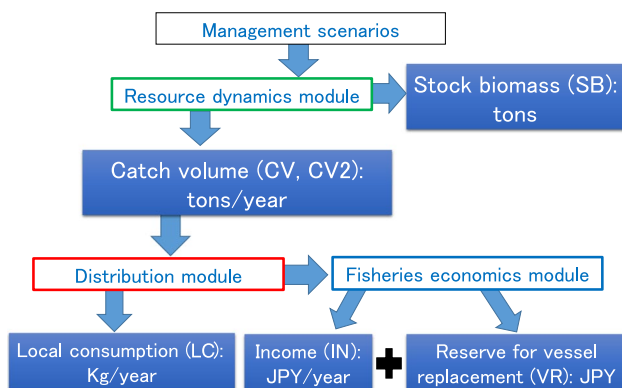 Management scenarios
Resource dynamics module
Stock biomass (SB):
tons
Catch volume (CV, CV2):
tons/year
Distribution module
Fisheries economics module
Local consumption (LC):
Kg/year
Income (IN):
JPY/year
Reserve for vessel
replacement (VR): JPY